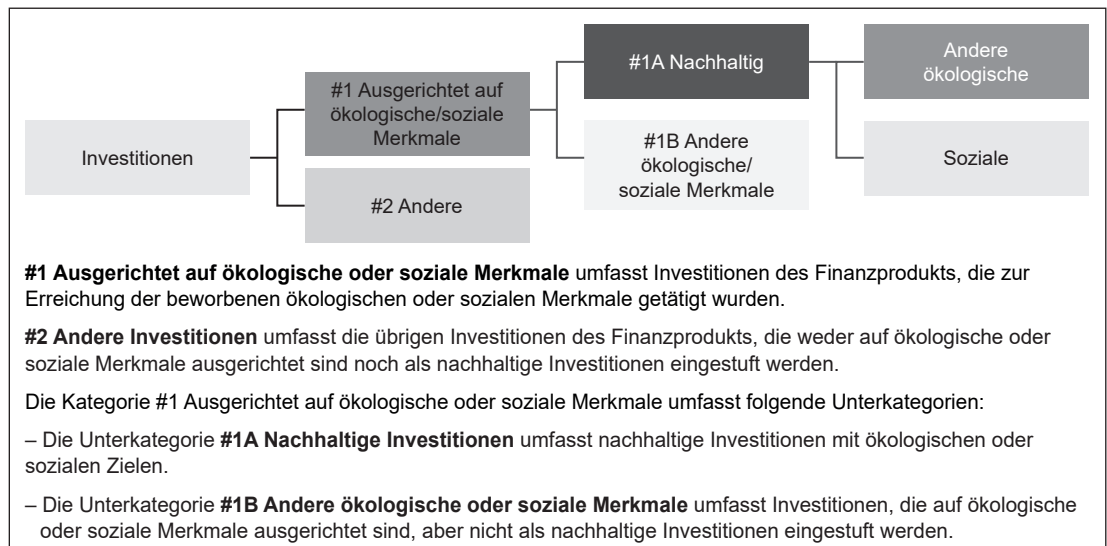 Investitionen
#1 Ausgerichtet auf
ökologische/soziale
Merkmale
#2 Andere
#1A Nachhaltig
#1B Andere
ökologische/
soziale Merkmale
Andere
ökologische
Soziale
#1 Ausgerichtet auf ökologische oder soziale Merkmale umfasst Investitionen des Finanzprodukts, die zur
Erreichung der beworbenen ökologischen oder sozialen Merkmale getätigt wurden.
#2 Andere Investitionen umfasst die übrigen Investitionen des Finanzprodukts, die weder auf ökologische oder
soziale Merkmale ausgerichtet sind noch als nachhaltige Investitionen eingestuft werden.
Die Kategorie #1 Ausgerichtet auf ökologische oder soziale Merkmale umfasst folgende Unterkategorien:
– Die Unterkategorie #1A Nachhaltige Investitionen umfasst nachhaltige Investitionen mit ökologischen oder
sozialen Zielen.
– Die Unterkategorie #1B Andere ökologische oder soziale Merkmale umfasst Investitionen, die auf ökologische
oder soziale Merkmale ausgerichtet sind, aber nicht als nachhaltige Investitionen eingestuft werden.